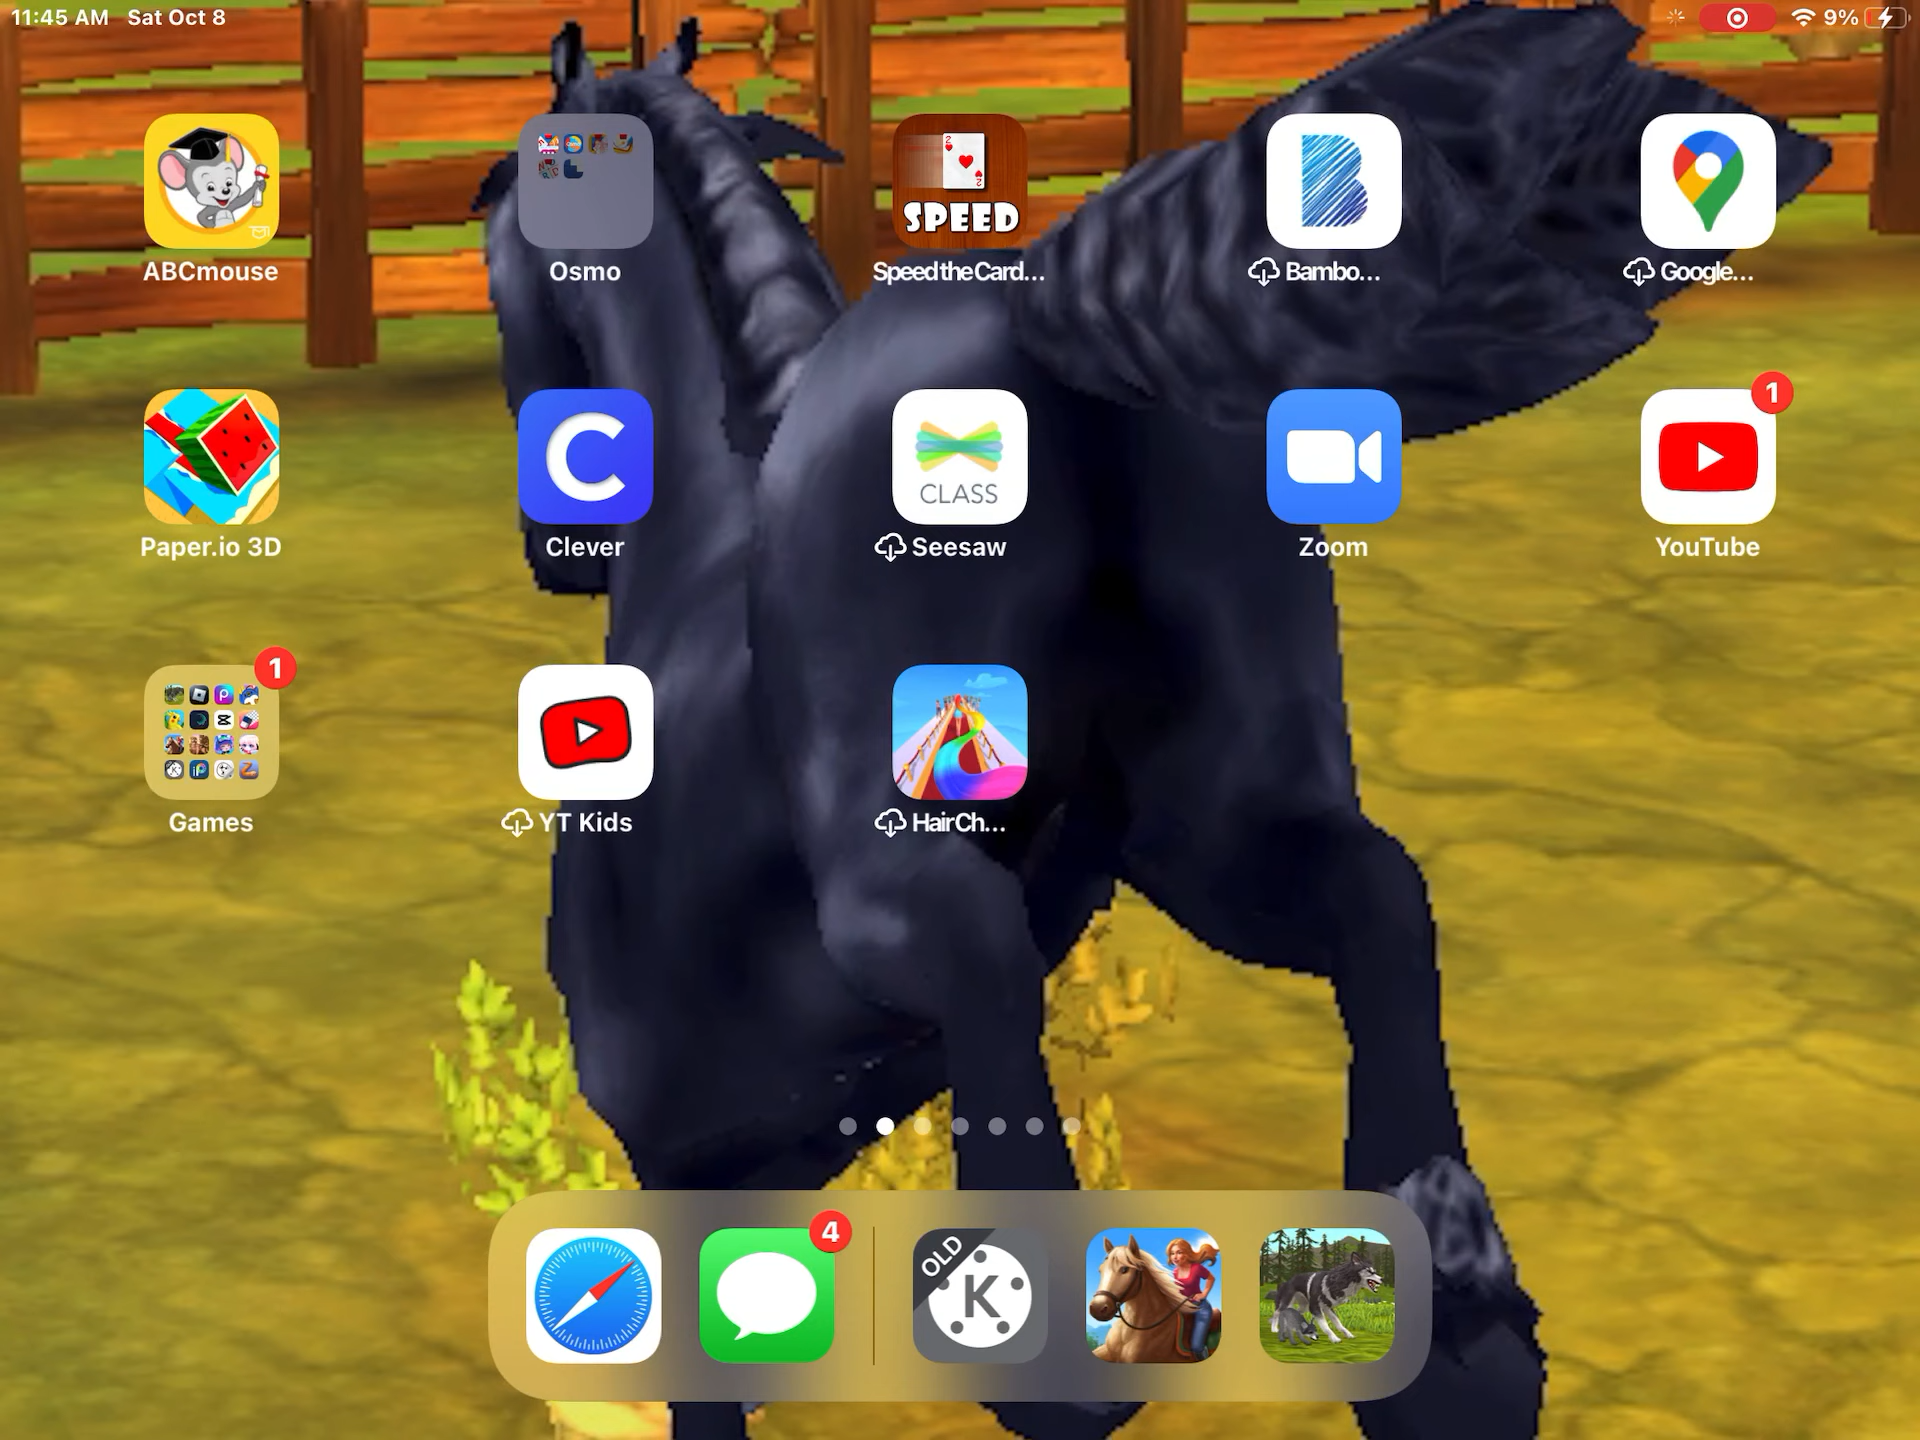 11:45 AM Sat Oct 8
9%
SPEED
ABCmouse
Osmo
SpeedtheCard...
Bambo...
Google...
CLASS
1
Paper.io 3D
Clever
Seesaw
Zoom
YouTube
1
Games
YT Kids
HairCh...
4
OLD
K